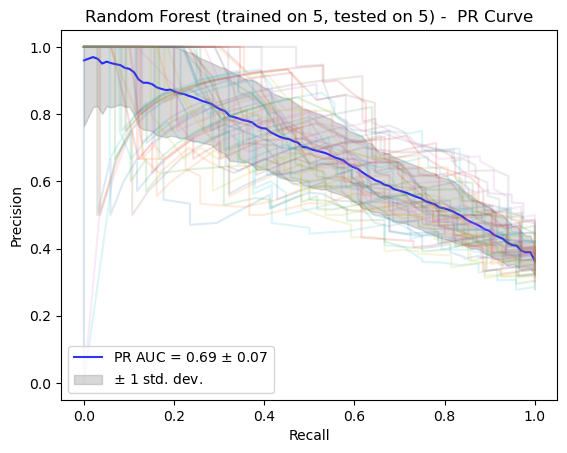 Random Forest (trained on 5, tested on 5) -  PR Curve
Precision
1.0
0.8
0.6
0.4
0.2
0.0
PR AUC = 0.69 ± 0.07
± 1 std. dev.
0.0 0.2 0.4 0.6 0.8 1.0
Recall